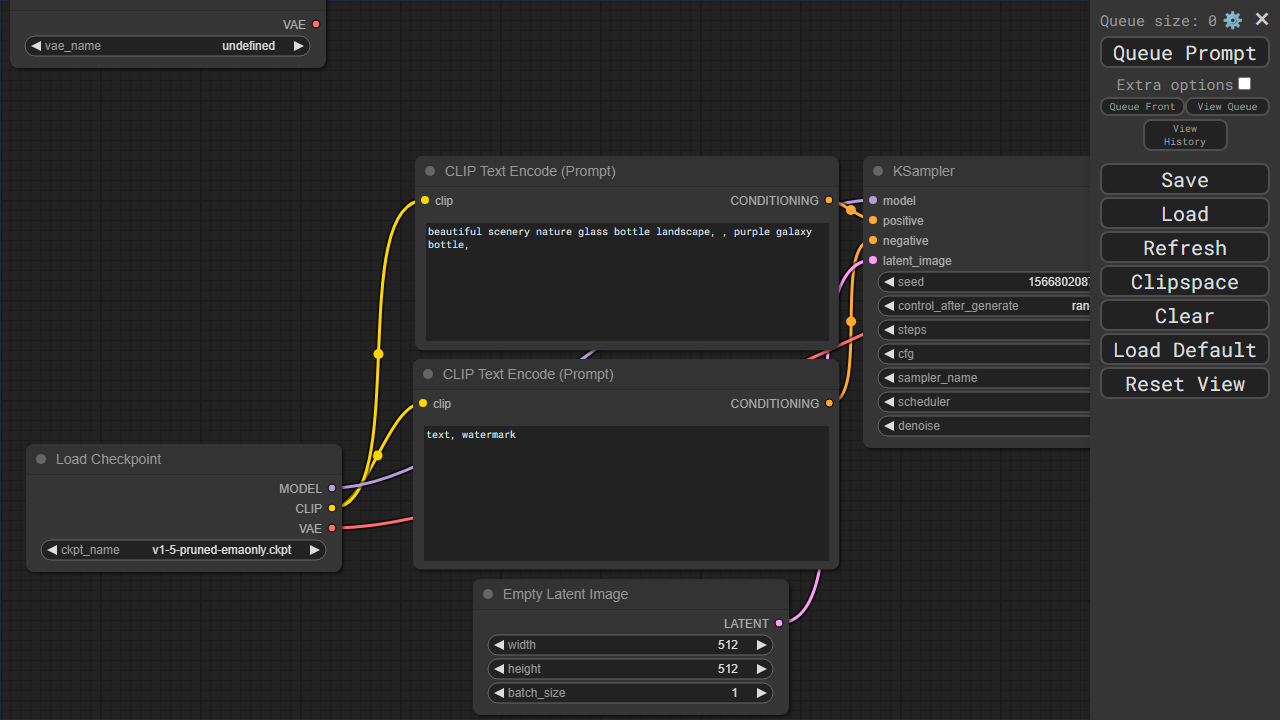 VAE
vae_name undefined
CLIP Text Encode (Prompt)
clip CONDITIONING
beautiful scenery nature glass bottle landscape, , purple galaxy
bottle,
CLIP Text Encode (Prompt)
clip CONDITIONING
text, watermark
Load Checkpoint
MODEL
CLIP
VAE
ckpt_name v1-5-pruned-emaonly.ckpt
Empty Latent Image
LATENT
width 512
height 512
batch_size 1
KSampler
model
positive
negative
latent_image
seed 156680208
control_after_generate ran
steps
cfg
sampler_name
scheduler
denoise
Queue size: 0
Queue Prompt
Extra options
Queue Front View Queue
View
History
Save
Load
Refresh
Clipspace
Clear
Load Default
Reset View